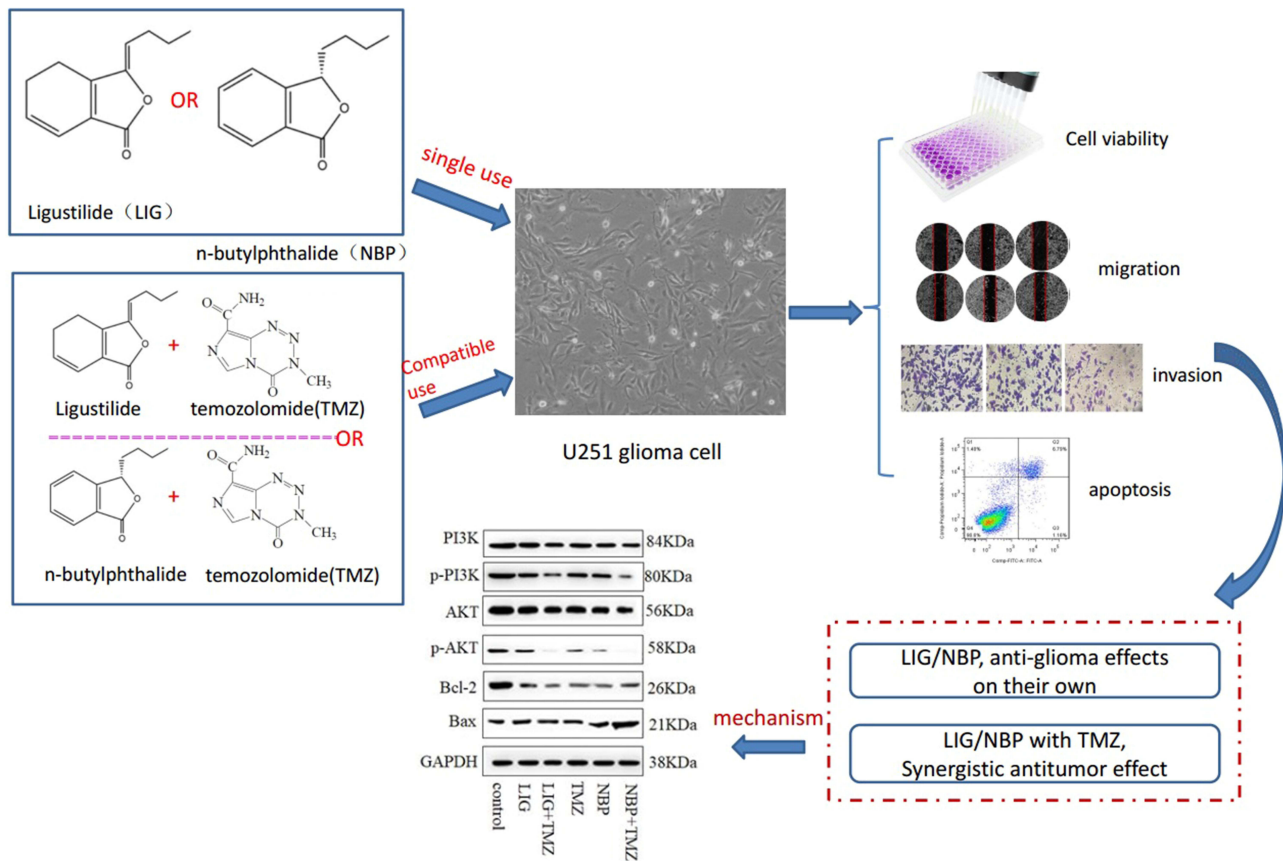 OR
O
O
Ligustilide（LIG）
O
O
n-butylphthalide（NBP）
single use
O
O
+
NH₂
O
N
N
N
N
N
CH₃
O
Ligustilide
temozolomide(TMZ)
OR
O
O
+
NH₂
O
N
N
N
N
N
CH₃
O
n-butylphthalide
temozolomide(TMZ)
Compatible
use
U251 glioma cell
Cell viability
migration
invasion
apoptosis
LIG/NBP, anti-glioma effects
on their own
LIG/NBP with TMZ,
Synergistic antitumor effect
mechanism
PI3K 84KDa
p-PI3K 80KDa
AKT 56KDa
p-AKT 58KDa
Bcl-2 26KDa
Bax 21KDa
GAPDH 38KDa
control
LIG
LIG+TMZ
TMZ
NBP
NBP+TMZ